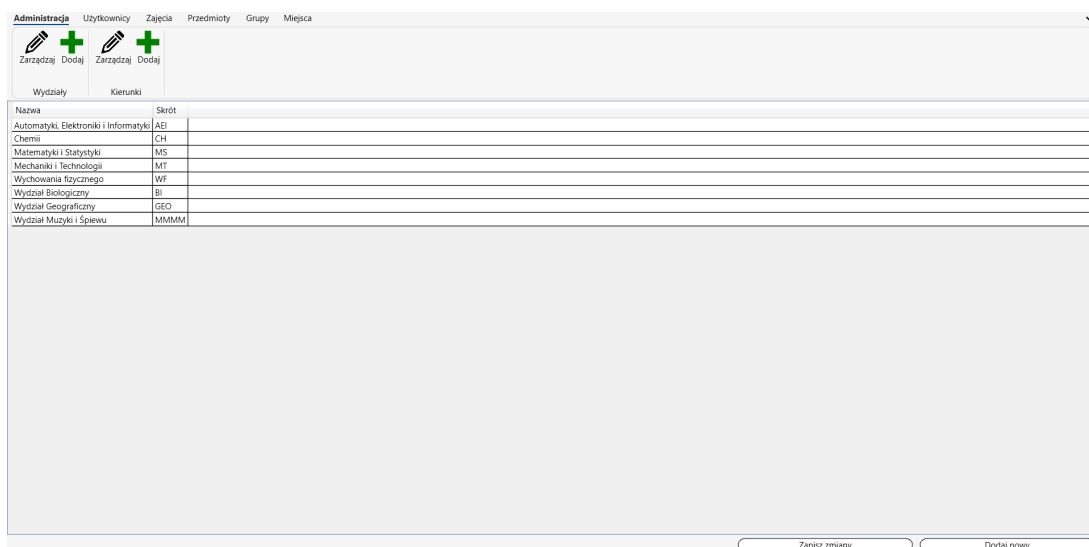 Administracja Użytkownicy Zajęcia Przedmioty Grupy Miejsca
Zarządzaj Dodaj Zarządzaj Dodaj
Wydziały Kierunki
Nazwa Skrót
Automatyki, Elektroniki i Informatyki AEI
Chemii CH
Matematyki i Statystyki MS
Mechaniki i Technologii MT
Wychowania fizycznego WF
Wydział Biologiczny BI
Wydział Geograficzny GEO
Wydział Muzyki i Śpiewu MMMM
Zapisz zmiany Dodaj nowy